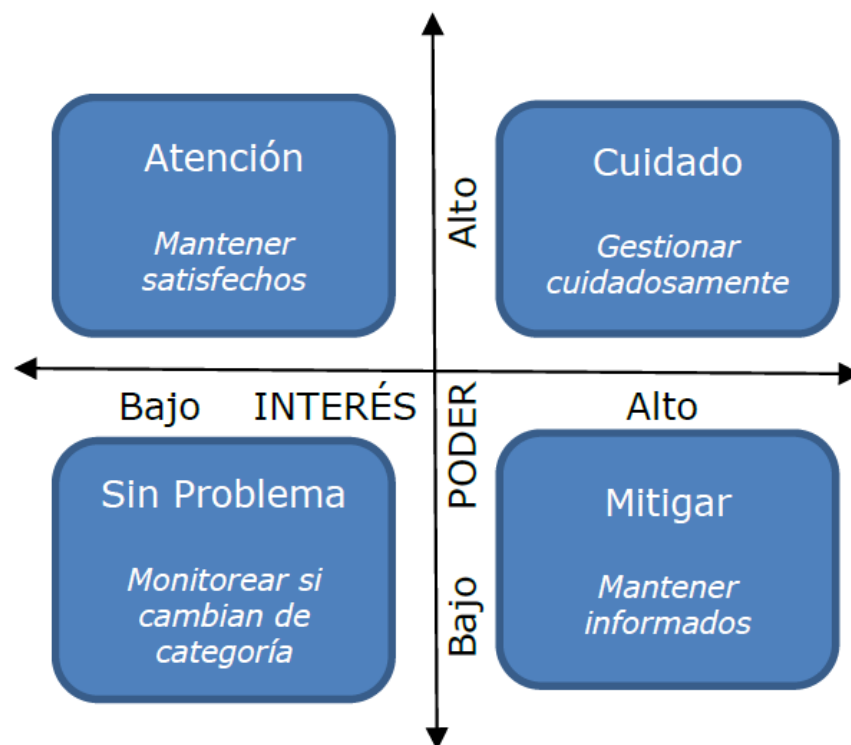 Atención
Mantener
satisfechos
Alto
Cuidado
Gestionar
cuidadosamente
Bajo
INTERÉS
PODER
Alto
Sin Problema
Monitorear si
cambian de
categoría
Bajo
Mitigar
Mantener
informados